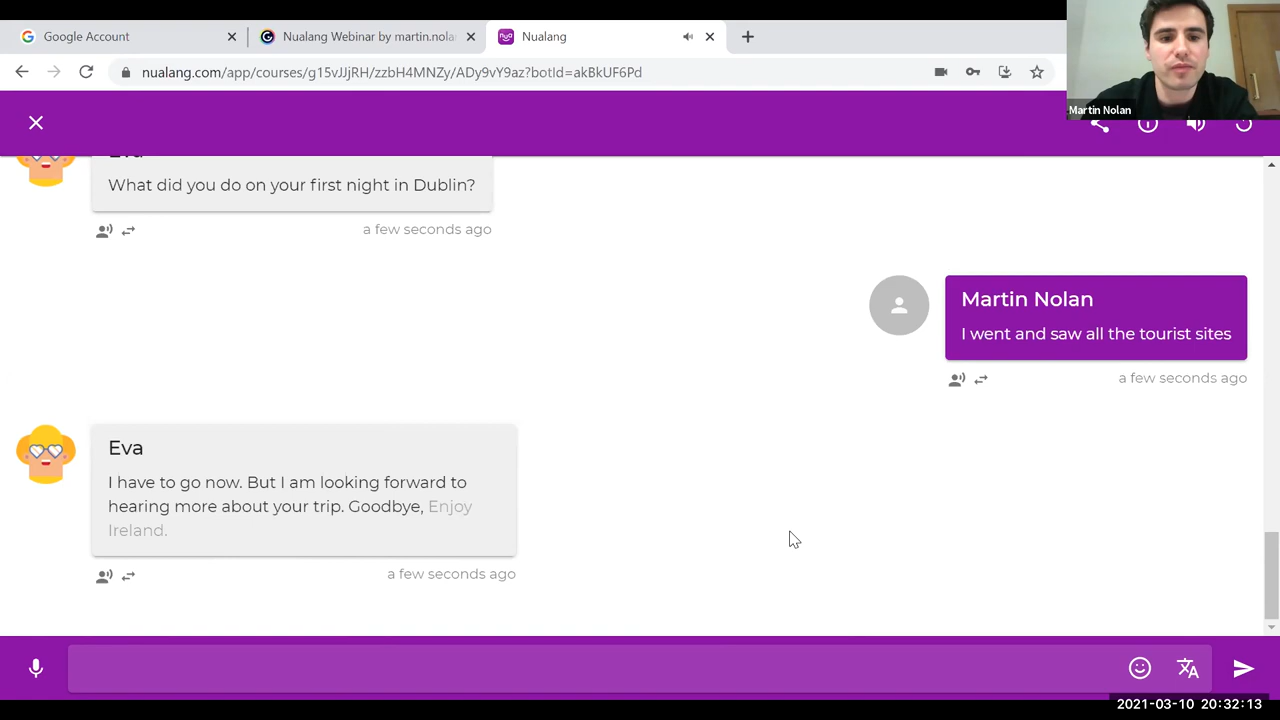 Google Account
Nualang Webinar by martin.nola
Nualang
nualang.com/app/courses/g15vJJjRH/zzbH4MNZy/ADy9vY9az?botId=akBkUF6Pd
Martin Nolan
Eva
What did you do on your first night in Dublin?
a few seconds ago
Martin Nolan
I went and saw all the tourist sites
a few seconds ago
Eva
I have to go now. But I am looking forward to
hearing more about your trip. Goodbye, Enjoy
Ireland.
a few seconds ago
2021-03-10 20:32:13